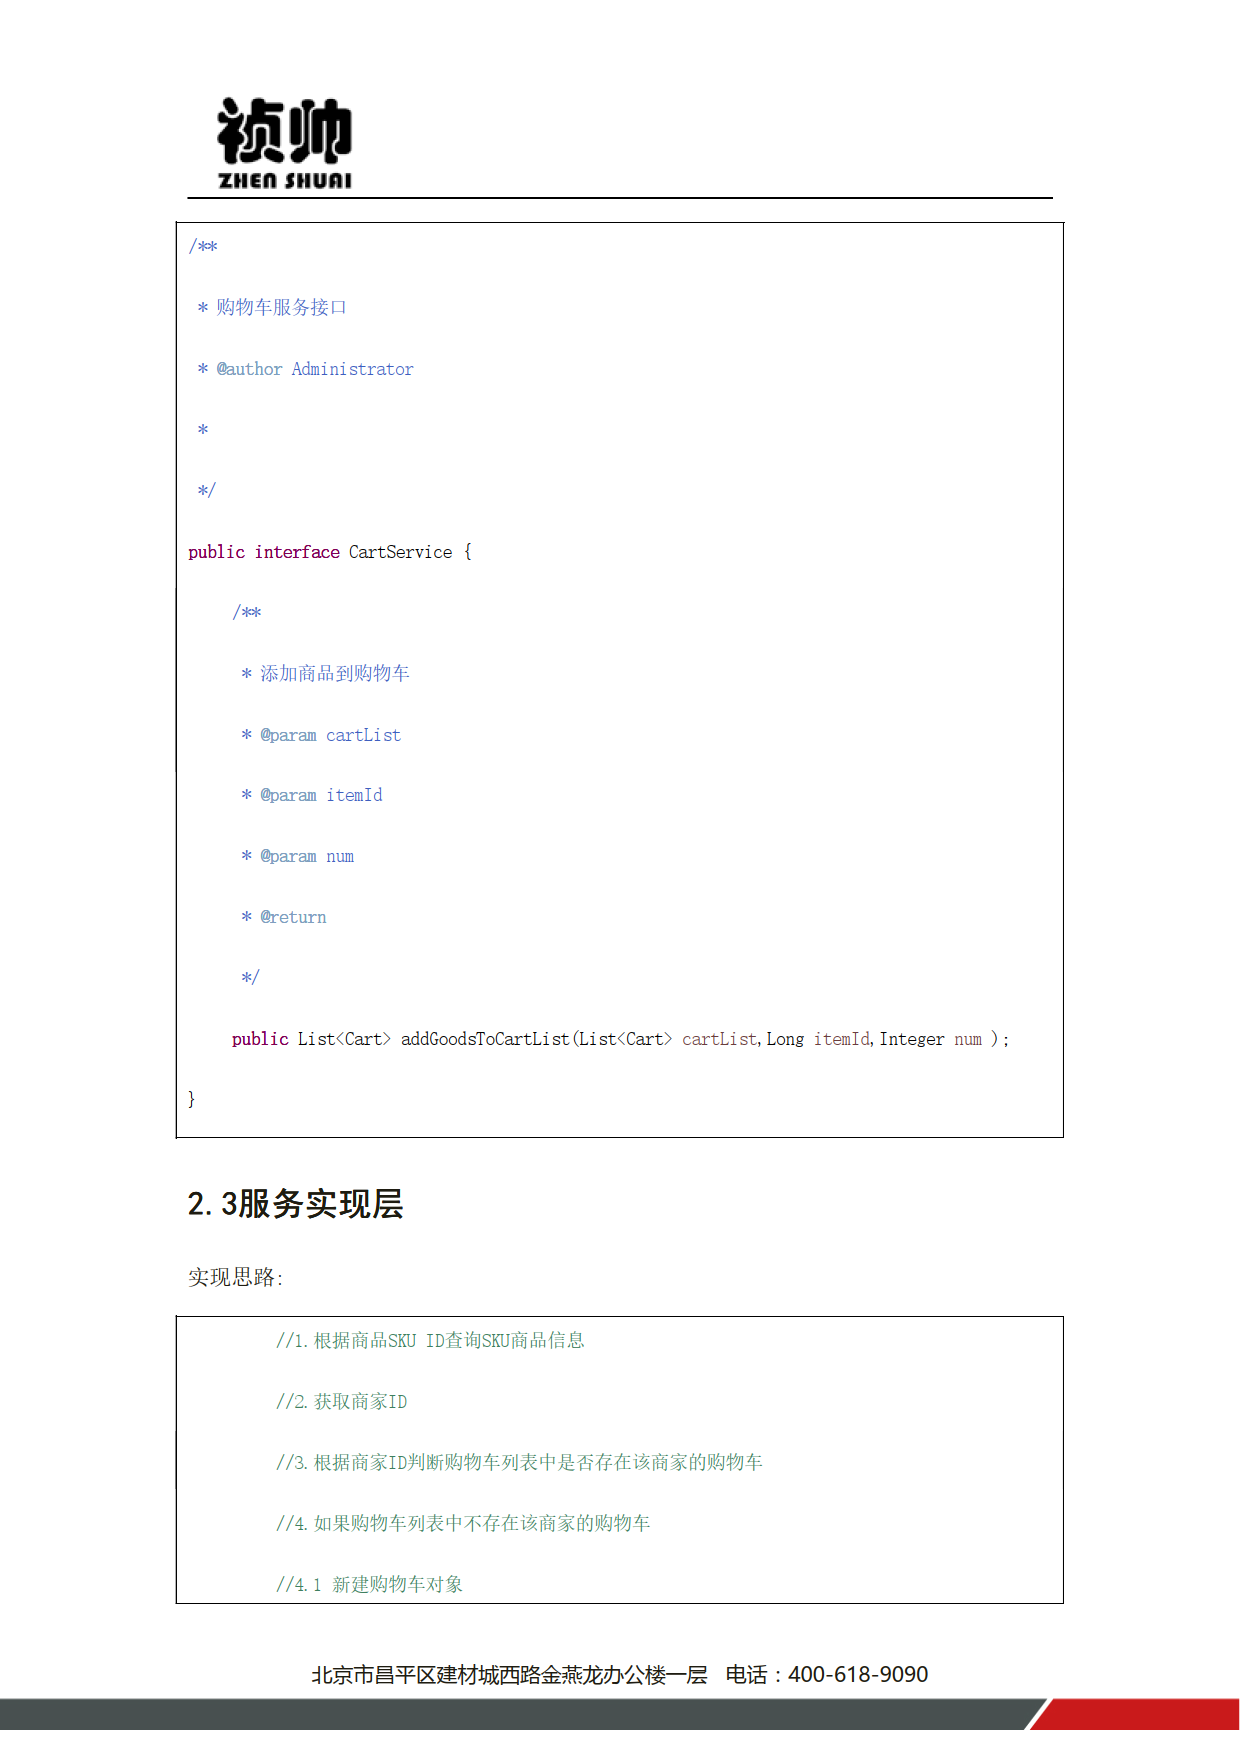 祯帅
ZHEN SHUAI
/**
 * 购物车服务接口
 * @author Administrator
 *
 */
public interface CartService {
    /**
     * 添加商品到购物车
     * @param cartList
     * @param itemId
     * @param num
     * @return
     */
    public List<Cart> addGoodsToCartList(List<Cart> cartList,Long itemId,Integer num );
}
2.3服务实现层
实现思路:
//1.根据商品SKU ID查询SKU商品信息
//2.获取商家ID
//3.根据商家ID判断购物车列表中是否存在该商家的购物车
//4.如果购物车列表中不存在该商家的购物车
//4.1 新建购物车对象
北京市昌平区建材城西路金燕龙办公楼一层 电话：400-618-9090